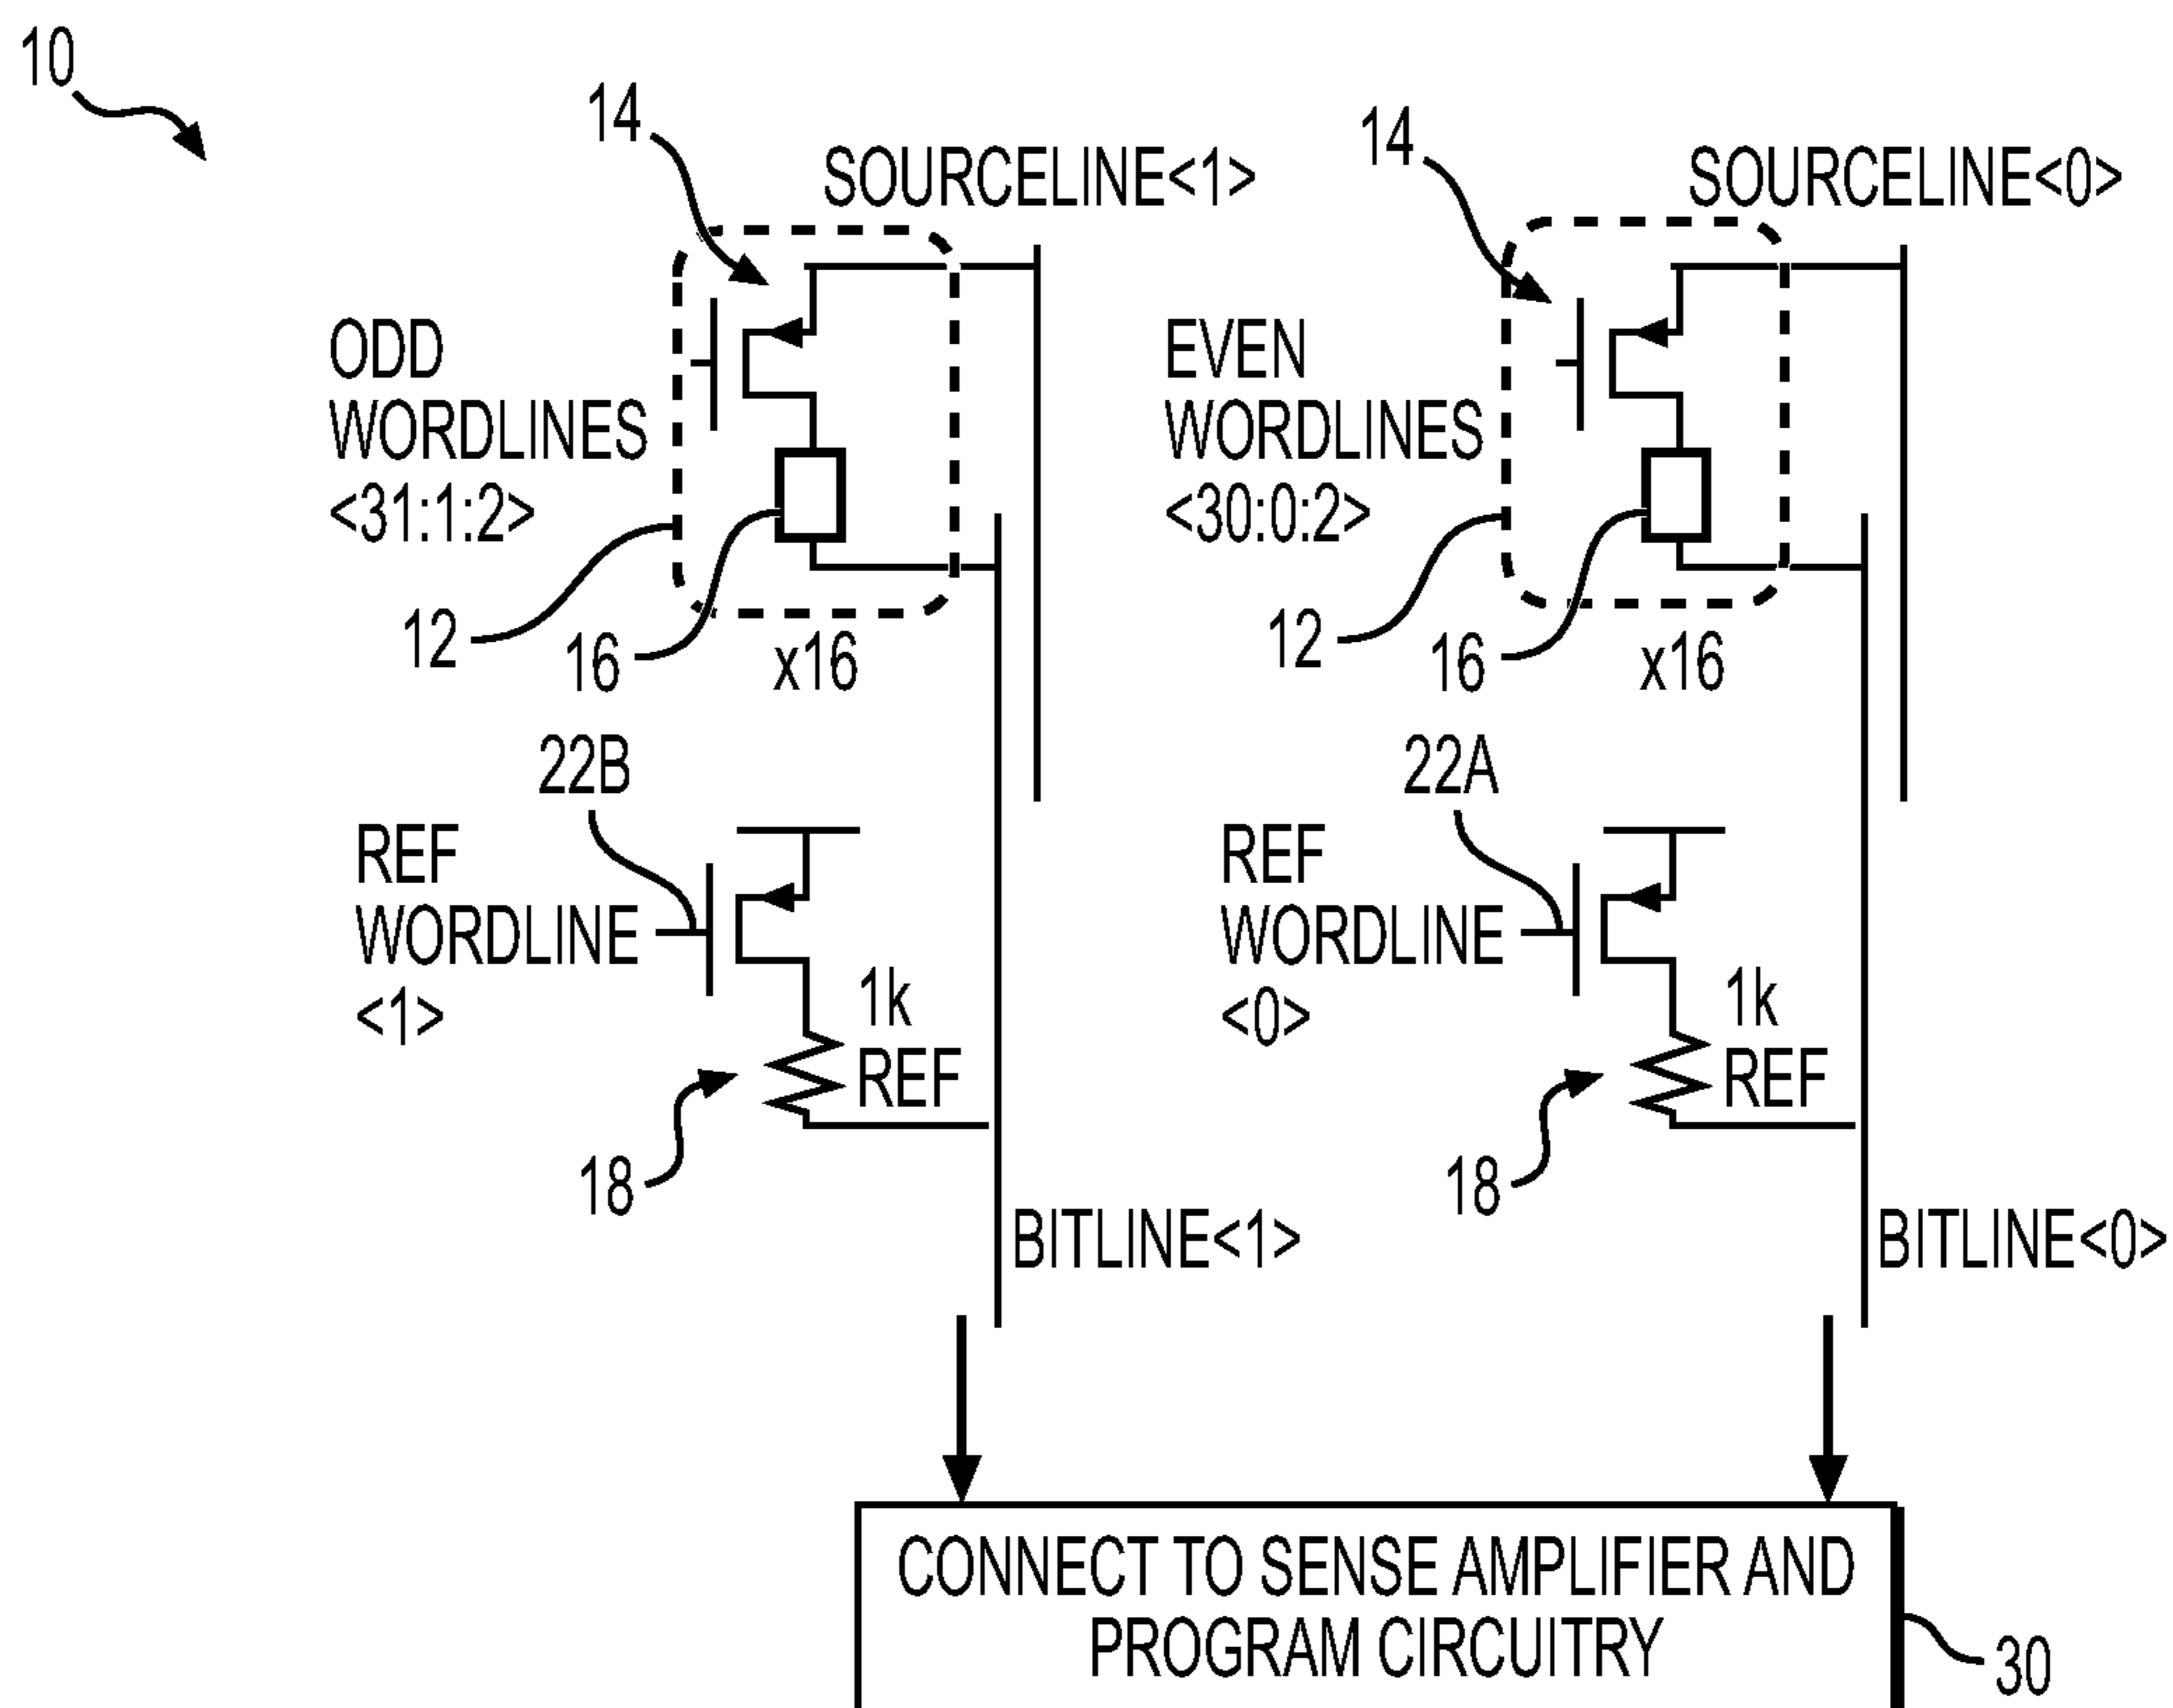 10
14
SOURCELINE<1>
14
SOURCELINE<0>
ODD
WORDLINES
<31:1:2>
EVEN
WORDLINES
<30:0:2>
12
16
x16
12
16
x16
22B
22A
REF
WORDLINE
<1>
1k
REF
REF
WORDLINE
<0>
1k
REF
18
18
BITLINE<1>
BITLINE<0>
CONNECT TO SENSE AMPLIFIER AND
PROGRAM CIRCUITRY
30